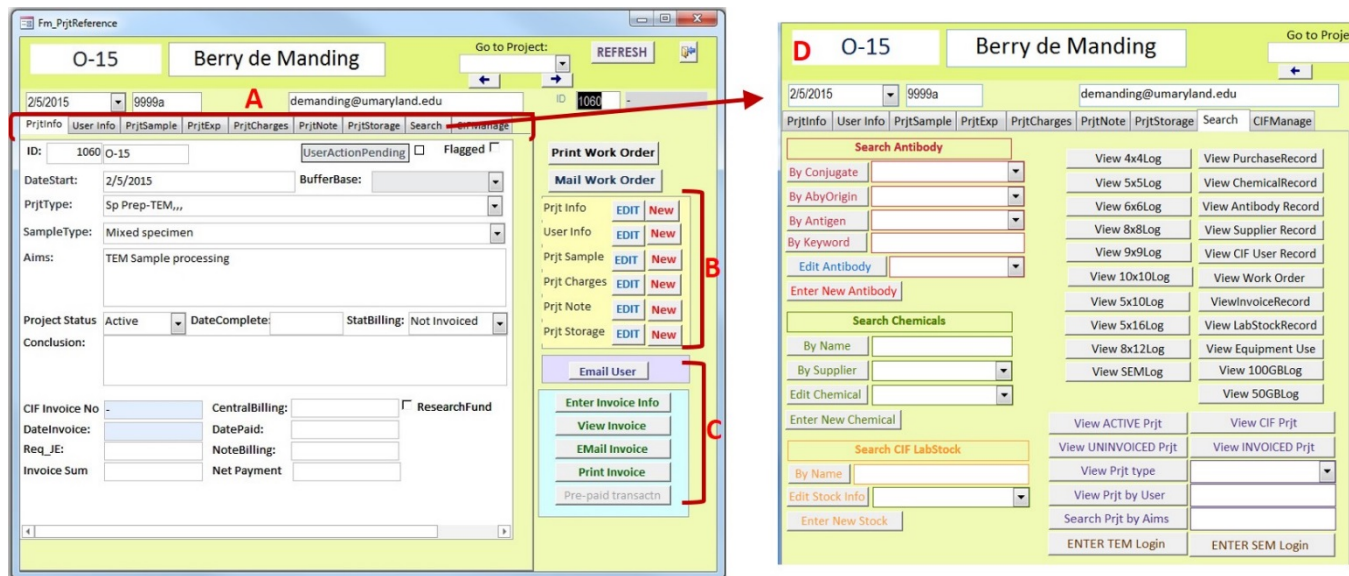 Fm_PrjtReference
O-15 Berry de Manding Go to Project: REFRESH
2/5/2015 9999a A demanding@umaryland.edu ID 1060 -
PrjtInfo User Info PrjtSample PrjtExp PrjtCharges PrjtNote PrjtStorage Search CIFManage
ID: 1060 O-15 UserActionPending Flagged
DateStart: 2/5/2015 BufferBase:
PrjtType: Sp Prep-TEM,,,
SampleType: Mixed specimen
Aims: TEM Sample processing
Project Status Active DateComplete: StatBilling: Not Invoiced
Conclusion:
CIF Invoice No - CentralBilling: ResearchFund
DateInvoice: DatePaid:
Req_JE: NoteBilling:
Invoice Sum Net Payment
Print Work Order
Mail Work Order
Prjt Info EDIT New
User Info EDIT New
Prjt Sample EDIT New
Prjt Charges EDIT New
Prjt Note EDIT New
Prjt Storage EDIT New
B
Email User
Enter Invoice Info
View Invoice
EMail Invoice
Print Invoice
Pre-paid transactn
C
D O-15 Berry de Manding Go to Proje
2/5/2015 9999a demanding@umaryland.edu
PrjtInfo User Info PrjtSample PrjtExp PrjtCharges PrjtNote PrjtStorage Search CIFManage
Search Antibody
By Conjugate
By AbyOrigin
By Antigen
By Keyword
Edit Antibody
Enter New Antibody
Search Chemicals
By Name
By Supplier
Edit Chemical
Enter New Chemical
Search CIF LabStock
By Name
Edit Stock Info
Enter New Stock
View 4x4Log View PurchaseRecord
View 5x5Log View ChemicalRecord
View 6x6Log View Antibody Record
View 8x8Log View Supplier Record
View 9x9Log View CIF User Record
View 10x10Log View Work Order
View 5x10Log ViewInvoiceRecord
View 5x16Log View LabStockRecord
View 8x12Log View Equipment Use
View SEMLog View 100GBLog
View 50GBLog
View ACTIVE Prjt View CIF Prjt
View UNINVOICED Prjt View INVOICED Prjt
View Prjt type
View Prjt by User
Search Prjt by Aims
ENTER TEM Login ENTER SEM Login